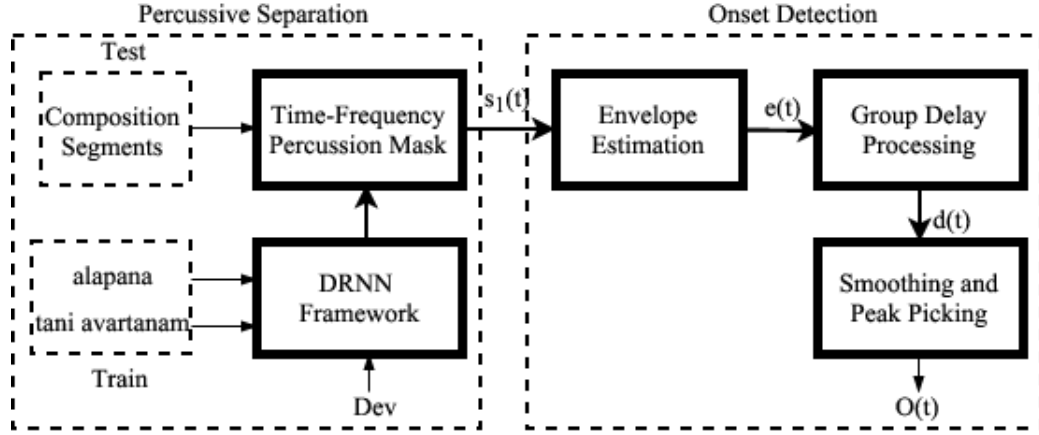 Percussive Separation
Onset Detection
Test
Composition
Segments
Time-Frequency
Percussion Mask
s1(t)
Envelope
Estimation
e(t)
Group Delay
Processing
d(t)
alapana
tani avartanam
Train
DRNN
Framework
Dev
Smoothing and
Peak Picking
O(t)